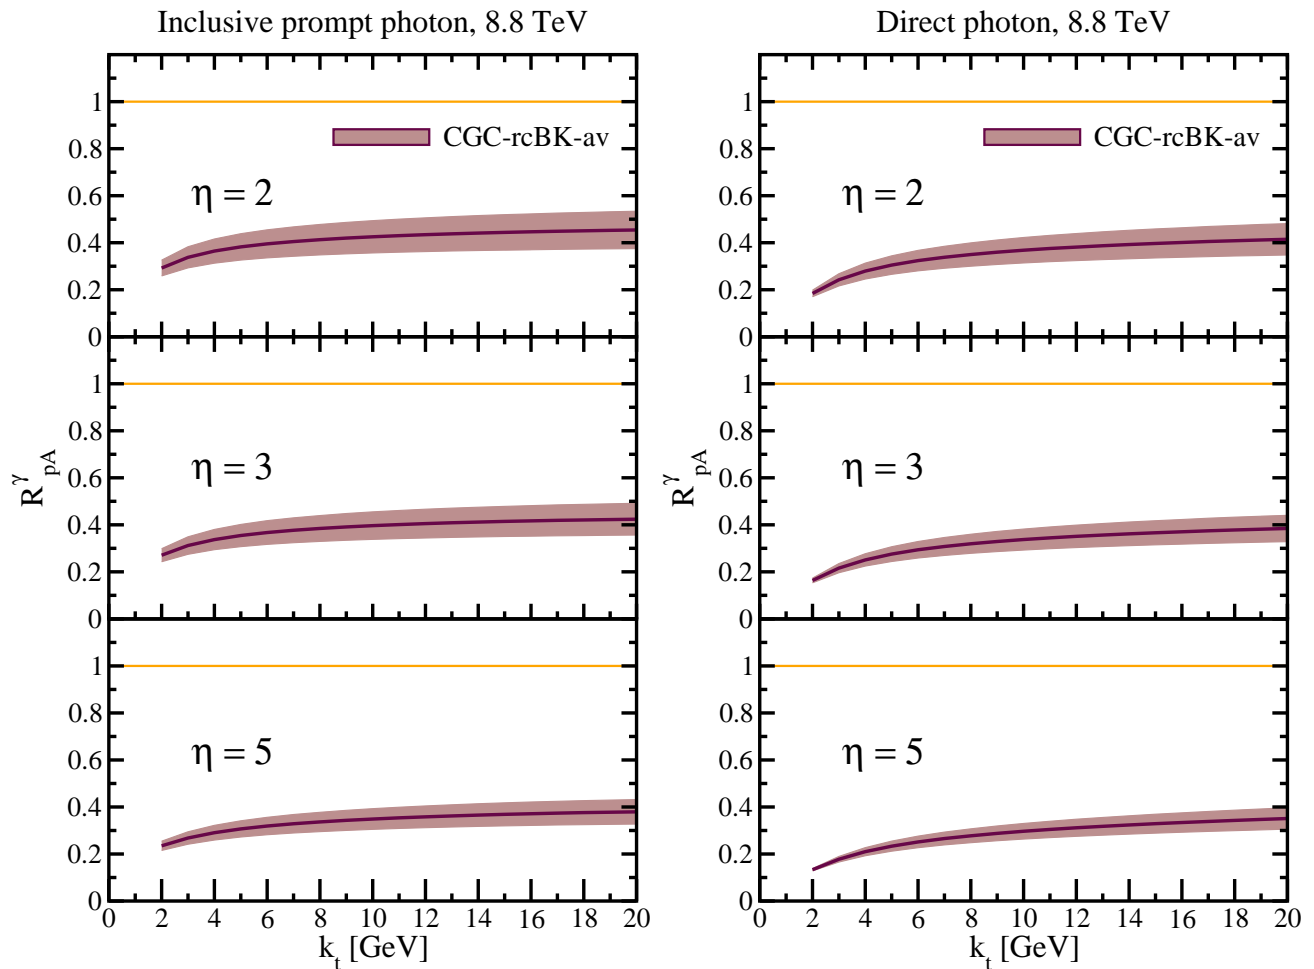 Inclusive prompt photon, 8.8 TeV
1
CGC-rcBK-av
0.8
η = 2
0.6
0.4
0.2
0
1
0.8
η = 3
0.6
0.4
0.2
0
R^γ_pA
1
0.8
η = 5
0.6
0.4
0.2
0
0 2 4 6 8 10 12 14 16 18 20
k_t [GeV]
Direct photon, 8.8 TeV
1
CGC-rcBK-av
0.8
η = 2
0.6
0.4
0.2
0
1
0.8
η = 3
0.6
0.4
0.2
0
R^γ_pA
1
0.8
η = 5
0.6
0.4
0.2
0
0 2 4 6 8 10 12 14 16 18 20
k_t [GeV]